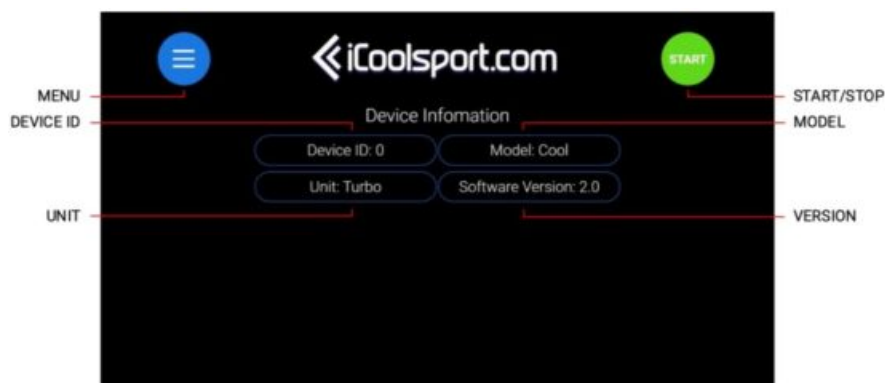 iCoolsport.com
START
MENU
START/STOP
DEVICE ID
Device Infomation
MODEL
Device ID: 0
Model: Cool
Unit: Turbo
Software Version: 2.0
UNIT
VERSION